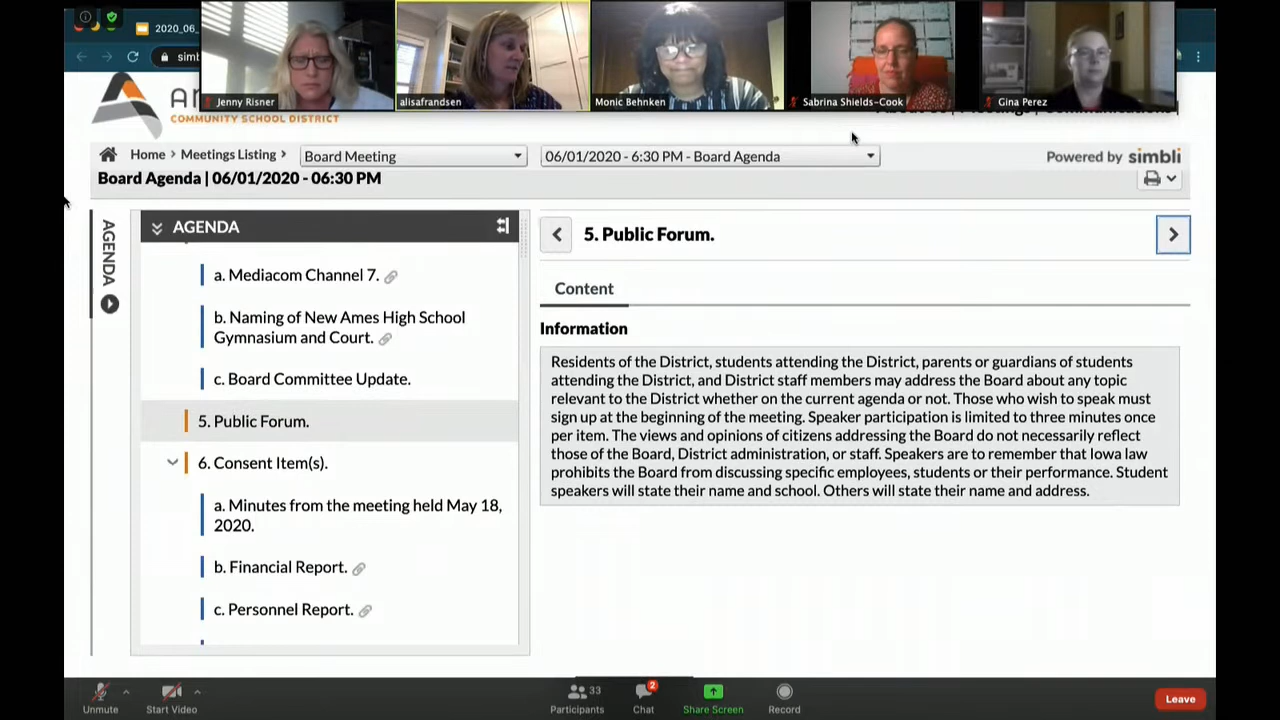 2020_06_
simb
Jenny Risner
alisafrandsen
Monic Behnken
Sabrina Shields-Cook
Gina Perez
COMMUNITY SCHOOL DISTRICT
Home > Meetings Listing >
Board Meeting
06/01/2020 - 6:30 PM - Board Agenda
Powered by simbli
Board Agenda | 06/01/2020 - 06:30 PM
AGENDA
AGENDA
a. Mediacom Channel 7.
b. Naming of New Ames High School
Gymnasium and Court.
c. Board Committee Update.
5. Public Forum.
6. Consent Item(s).
a. Minutes from the meeting held May 18,
2020.
b. Financial Report.
c. Personnel Report.
5. Public Forum.
Content
Information
Residents of the District, students attending the District, parents or guardians of students
attending the District, and District staff members may address the Board about any topic
relevant to the District whether on the current agenda or not. Those who wish to speak must
sign up at the beginning of the meeting. Speaker participation is limited to three minutes once
per item. The views and opinions of citizens addressing the Board do not necessarily reflect
those of the Board, District administration, or staff. Speakers are to remember that Iowa law
prohibits the Board from discussing specific employees, students or their performance. Student
speakers will state their name and school. Others will state their name and address.
Unmute
Start Video
33
Participants
2
Chat
Share Screen
Record
Leave